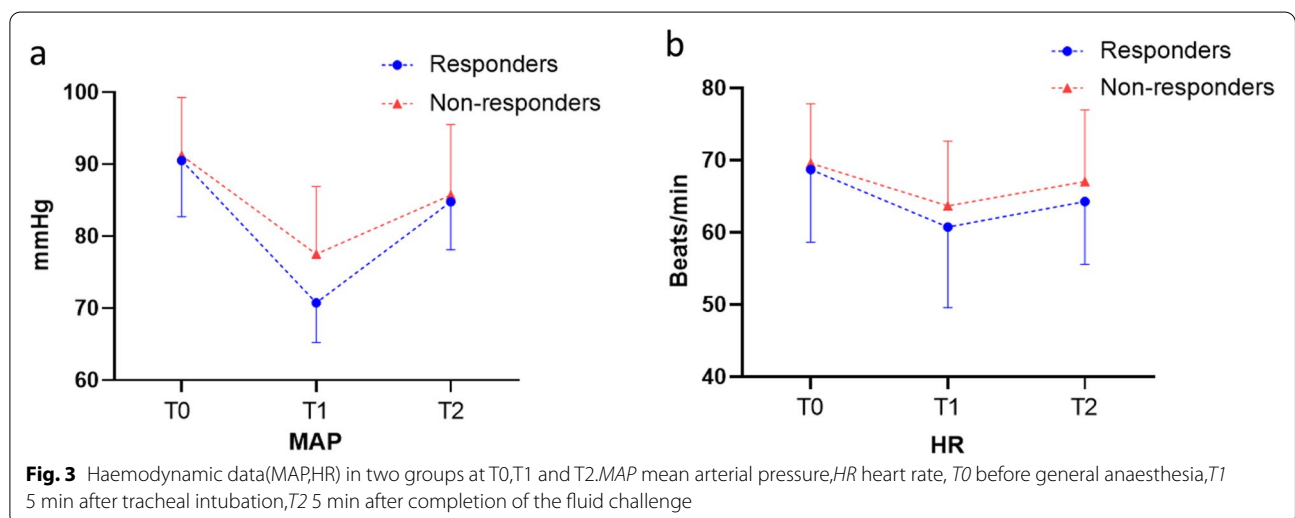 a
Responders
Non-responders
100
90
80
70
60
mmHg
T0 T1 T2
MAP
b
Responders
Non-responders
80
70
60
50
40
Beats/min
T0 T1 T2
HR
Fig. 3 Haemodynamic data(MAP,HR) in two groups at T0,T1 and T2.MAP mean arterial pressure,HR heart rate, T0 before general anaesthesia,T1
5 min after tracheal intubation,T2 5 min after completion of the fluid challenge